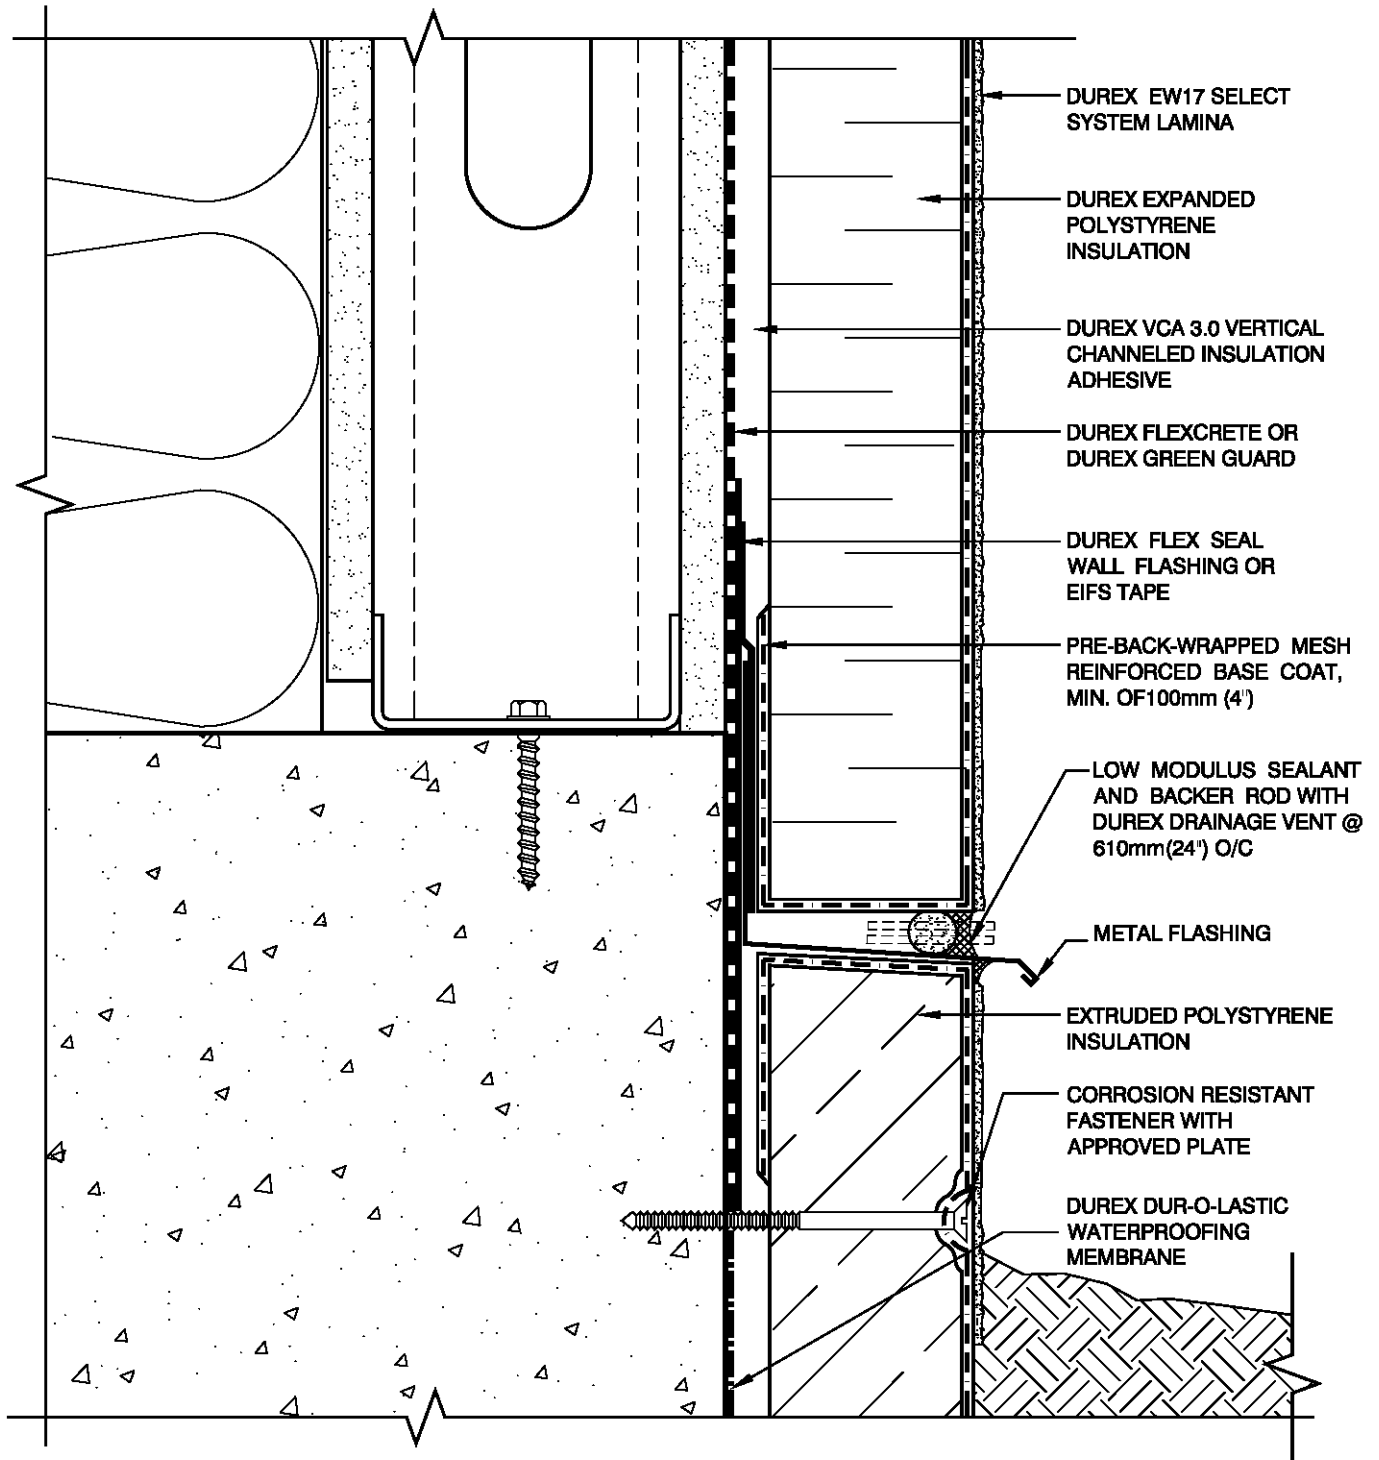 DUREX EW17 SELECT
SYSTEM LAMINA
DUREX EXPANDED
POLYSTYRENE
INSULATION
DUREX VCA 3.0 VERTICAL
CHANNELED INSULATION
ADHESIVE
DUREX FLEXCRETE OR
DUREX GREEN GUARD
DUREX FLEX SEAL
WALL FLASHING OR
EIFS TAPE
PRE-BACK-WRAPPED MESH
REINFORCED BASE COAT,
MIN. OF100mm (4")
LOW MODULUS SEALANT
AND BACKER ROD WITH
DUREX DRAINAGE VENT @
610mm(24") O/C
METAL FLASHING
EXTRUDED POLYSTYRENE
INSULATION
CORROSION RESISTANT
FASTENER WITH
APPROVED PLATE
DUREX DUR-O-LASTIC
WATERPROOFING
MEMBRANE